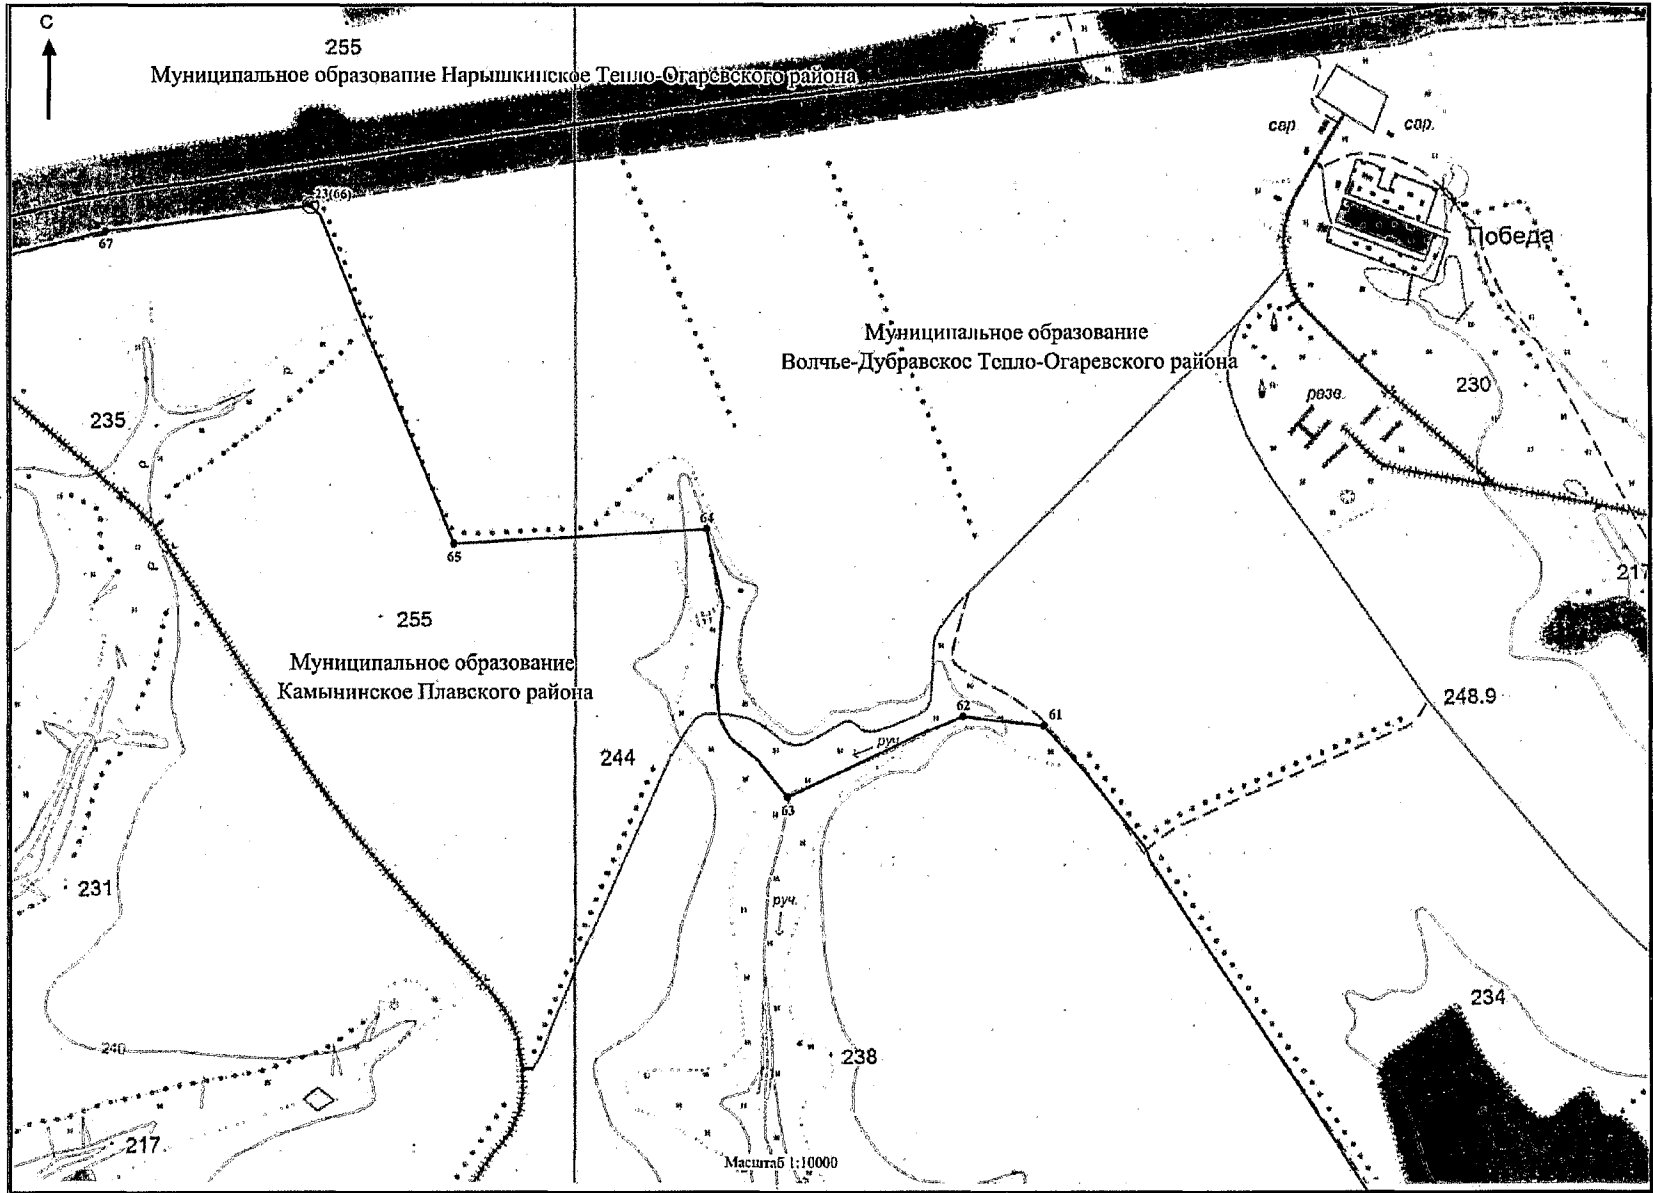 С
255
Муниципальное образование Нарышкинское Тепло-Огаревского района
сар.
сар.
23(66)
67
Победа
Муниципальное образование
Волчье-Дубравское Тепло-Огаревского района
230
разв.
235
64
65
217
255
Муниципальное образование
Камынинское Плавского района
248.9
62
61
руч.
244
63
231
руч.
234
240
238
217
Масштаб 1:10000